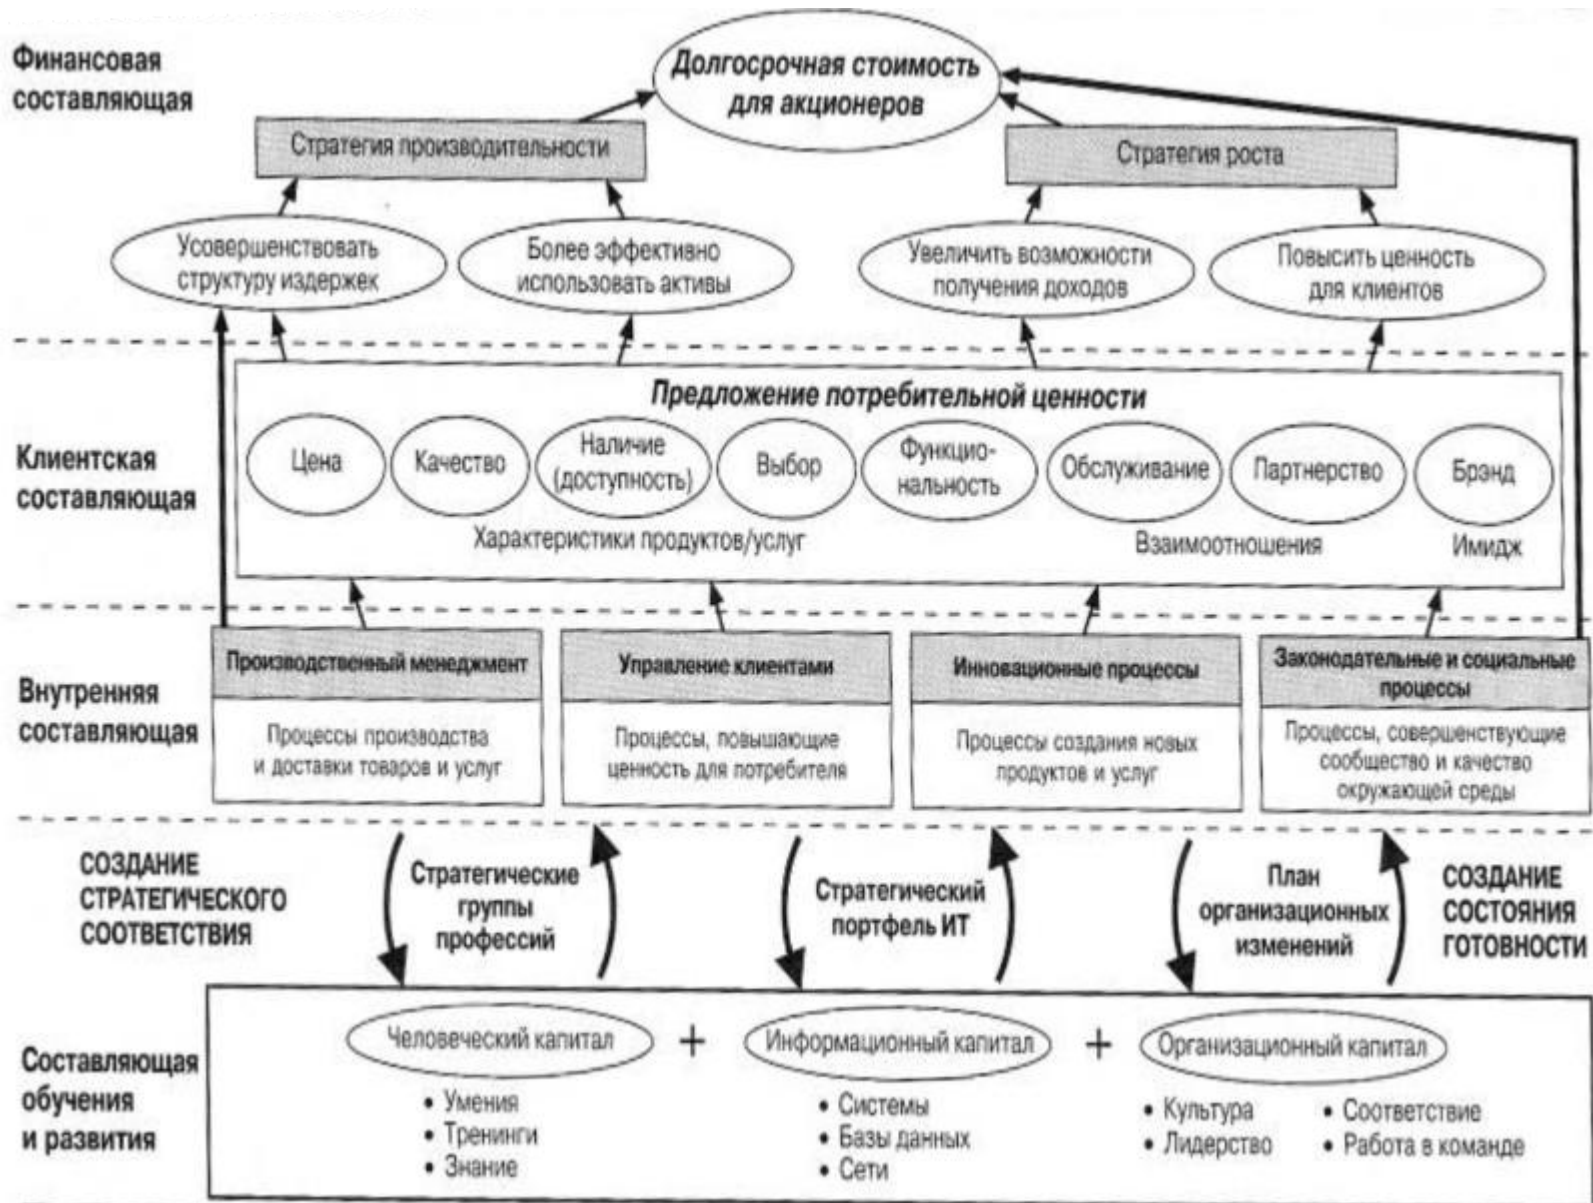 Финансовая
составляющая
Долгосрочная стоимость
для акционеров
Стратегия производительности
Стратегия роста
Усовершенствовать
структуру издержек
Более эффективно
использовать активы
Увеличить возможности
получения доходов
Повысить ценность
для клиентов
Клиентская
составляющая
Предложение потребительной ценности
Цена
Качество
Наличие
(доступность)
Выбор
Функцио-
нальность
Обслуживание
Партнерство
Брэнд
Характеристики продуктов/услуг
Взаимоотношения
Имидж
Внутренняя
составляющая
Производственный менеджмент
Процессы производства
и доставки товаров и услуг
Управление клиентами
Процессы, повышающие
ценность для потребителя
Инновационные процессы
Процессы создания новых
продуктов и услуг
Законодательные и социальные
процессы
Процессы, совершенствующие
сообщество и качество
окружающей среды
СОЗДАНИЕ
СТРАТЕГИЧЕСКОГО
СООТВЕТСТВИЯ
Стратегические
группы
профессий
Стратегический
портфель ИТ
План
организационных
изменений
СОЗДАНИЕ
СОСТОЯНИЯ
ГОТОВНОСТИ
Составляющая
обучения
и развития
Человеческий капитал
+
Информационный капитал
+
Организационный капитал
• Умения
• Тренинги
• Знание
• Системы
• Базы данных
• Сети
• Культура
• Лидерство
• Соответствие
• Работа в команде